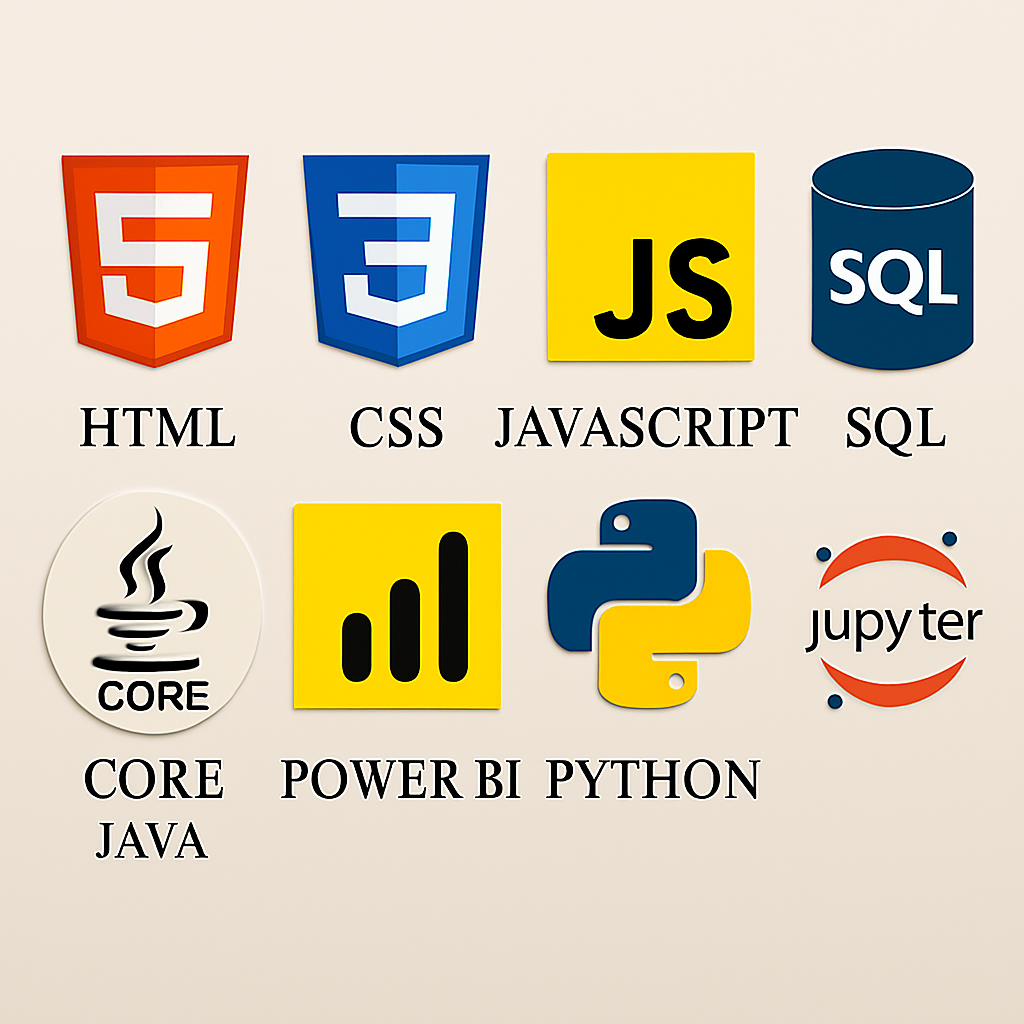 5
3
JS
SQL
HTML
CSS
JAVASCRIPT
SQL
CORE
jupyter
CORE
JAVA
POWER BI
PYTHON